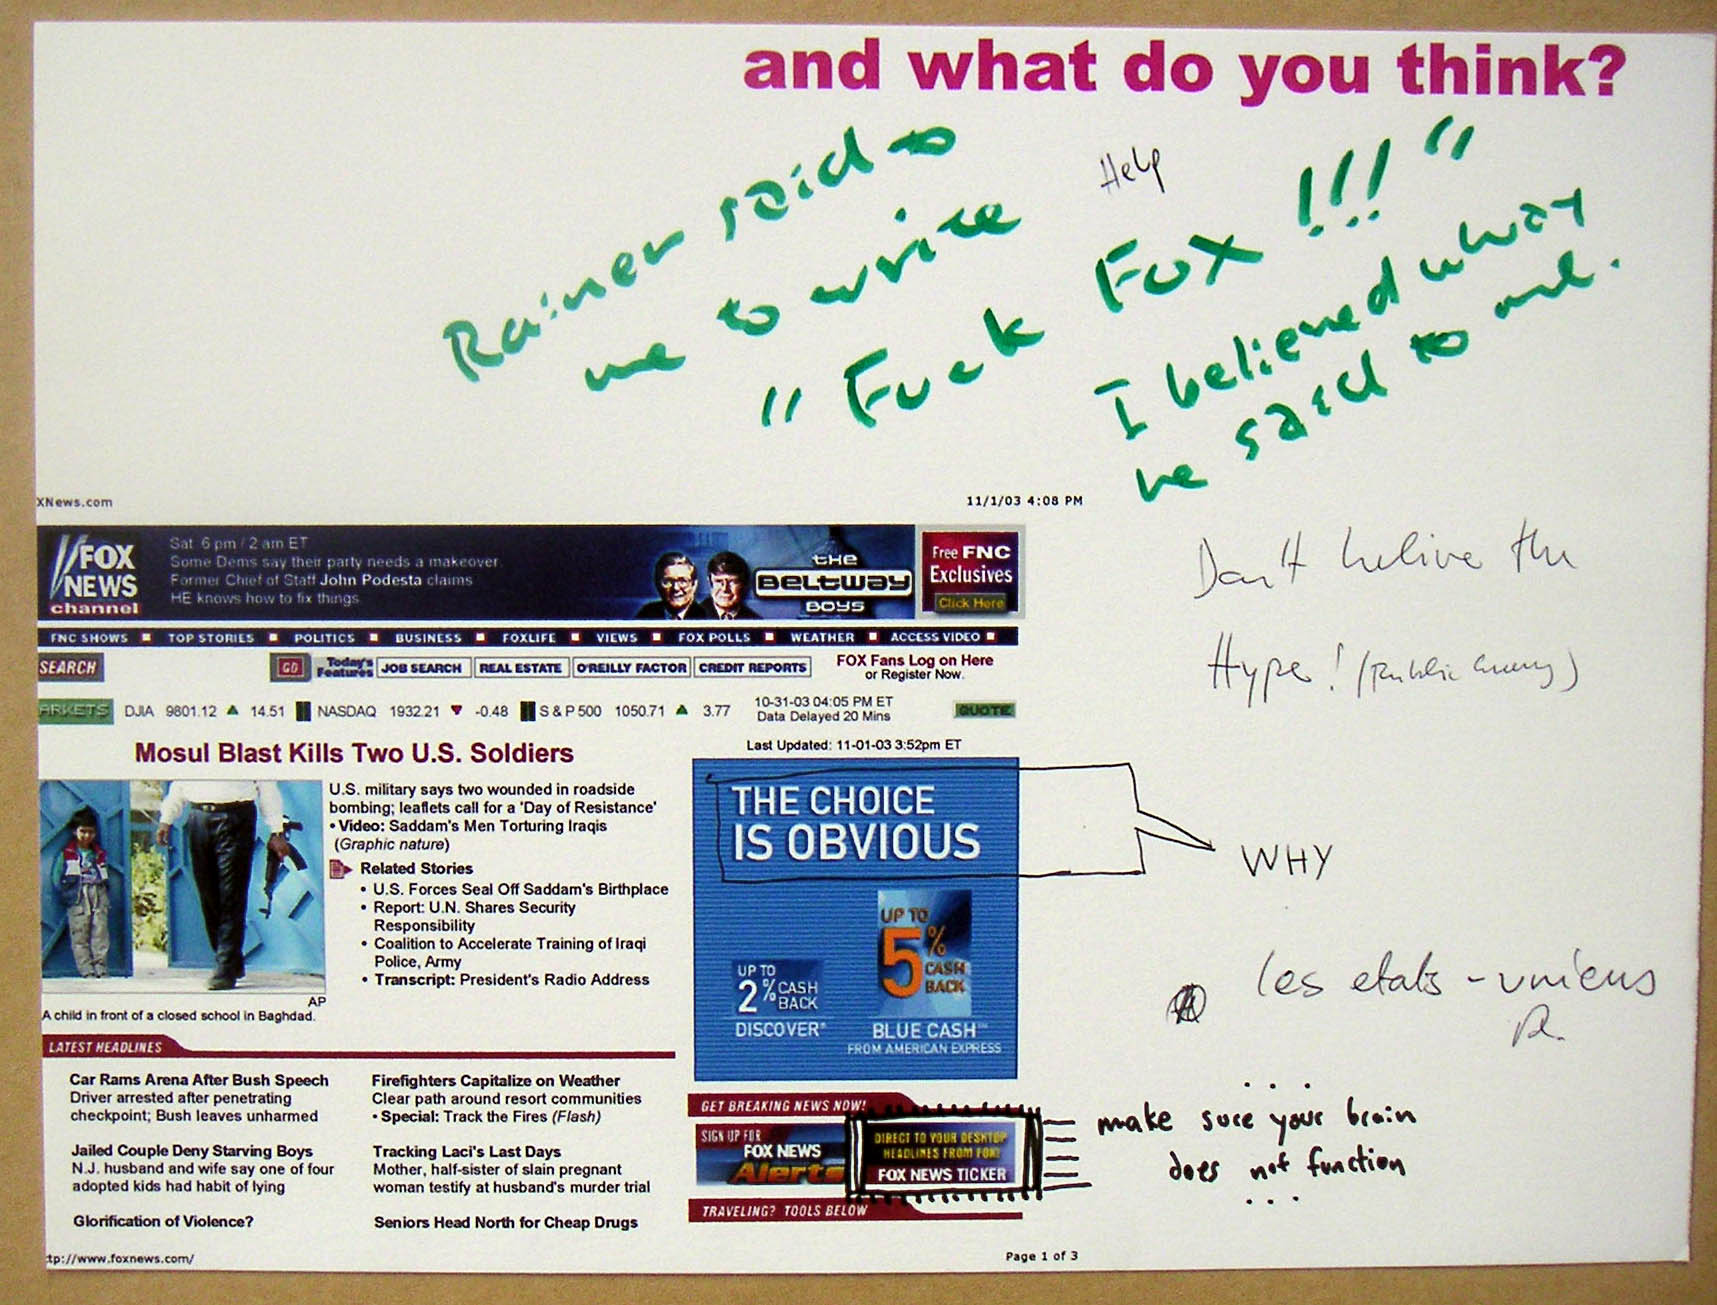 and what do you think?
Rainer said to
me to write
Help
"Fuck FOX !!!"
I believed whay
he said to me.
XNews.com
11/1/03 4:08 PM
FOX
NEWS
channel
Sat 6 pm / 2 am ET
Some Dems say their party needs a makeover.
Former Chief of Staff John Podesta claims
HE knows how to fix things
THE
BELTWAY
BOYS
Free FNC
Exclusives
Click Here
FNC SHOWS TOP STORIES POLITICS BUSINESS FOXLIFE VIEWS FOX POLLS WEATHER ACCESS VIDEO
SEARCH
GO
Today's
Features
JOB SEARCH REAL ESTATE O'REILLY FACTOR CREDIT REPORTS
FOX Fans Log on Here
or Register Now.
ARKETS DJIA 9801.12 14.51 NASDAQ 1932.21 -0.48 S & P 500 1050.71 3.77
10-31-03 04:05 PM ET
Data Delayed 20 Mins
QUOTE
Don't belive the
Hype! (Public Enemy)
Mosul Blast Kills Two U.S. Soldiers
U.S. military says two wounded in roadside
bombing; leaflets call for a 'Day of Resistance'
• Video: Saddam's Men Torturing Iraqis
(Graphic nature)
Related Stories
• U.S. Forces Seal Off Saddam's Birthplace
• Report: U.N. Shares Security
Responsibility
• Coalition to Accelerate Training of Iraqi
Police, Army
• Transcript: President's Radio Address
AP
A child in front of a closed school in Baghdad.
Last Updated: 11-01-03 3:52pm ET
THE CHOICE
IS OBVIOUS
UP TO
2% CASH
BACK
DISCOVER®
UP TO
5%
CASH
BACK
BLUE CASH™
FROM AMERICAN EXPRESS
WHY
les etats-uniens
LATEST HEADLINES
Car Rams Arena After Bush Speech
Driver arrested after penetrating
checkpoint; Bush leaves unharmed
Jailed Couple Deny Starving Boys
N.J. husband and wife say one of four
adopted kids had habit of lying
Glorification of Violence?
Firefighters Capitalize on Weather
Clear path around resort communities
• Special: Track the Fires (Flash)
Tracking Laci's Last Days
Mother, half-sister of slain pregnant
woman testify at husband's murder trial
Seniors Head North for Cheap Drugs
GET BREAKING NEWS NOW!
SIGN UP FOR
FOX NEWS
Alerts
DIRECT TO YOUR DESKTOP
HEADLINES FROM FOX!
FOX NEWS TICKER
TRAVELING? TOOLS BELOW
...
make sure your brain
does not function
...
tp://www.foxnews.com/
Page 1 of 3